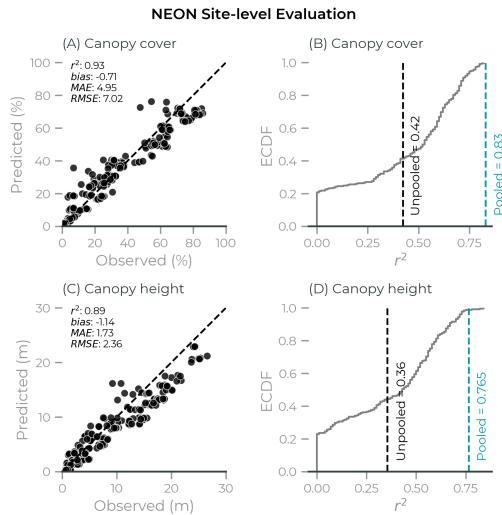 NEON Site-level Evaluation
(A) Canopy cover
r²: 0.93
bias: -0.71
MAE: 4.95
RMSE: 7.02
100
80
60
40
20
0
Predicted (%)
0 20 40 60 80 100
Observed (%)
(B) Canopy cover
1.0
0.8
0.6
0.4
0.2
0.0
ECDF
Unpooled = 0.42
Pooled = 0.83
0.00 0.25 0.50 0.75
r²
(C) Canopy height
r²: 0.89
bias: -1.14
MAE: 1.73
RMSE: 2.36
30
20
10
0
Predicted (m)
0 10 20 30
Observed (m)
(D) Canopy height
1.0
0.8
0.6
0.4
0.2
0.0
ECDF
Unpooled = 0.36
Pooled = 0.765
0.00 0.25 0.50 0.75
r²